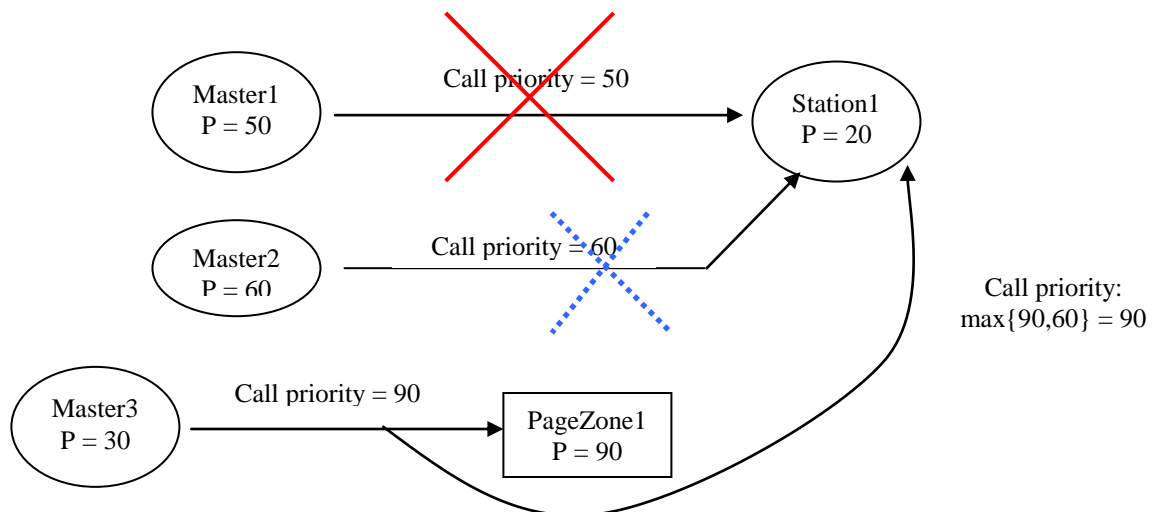 Call priority = 50
Master1
P = 50
Station1
P = 20
Call priority = 60
Master2
P = 60
Call priority:
max{90,60} = 90
Call priority = 90
Master3
P = 30
PageZone1
P = 90